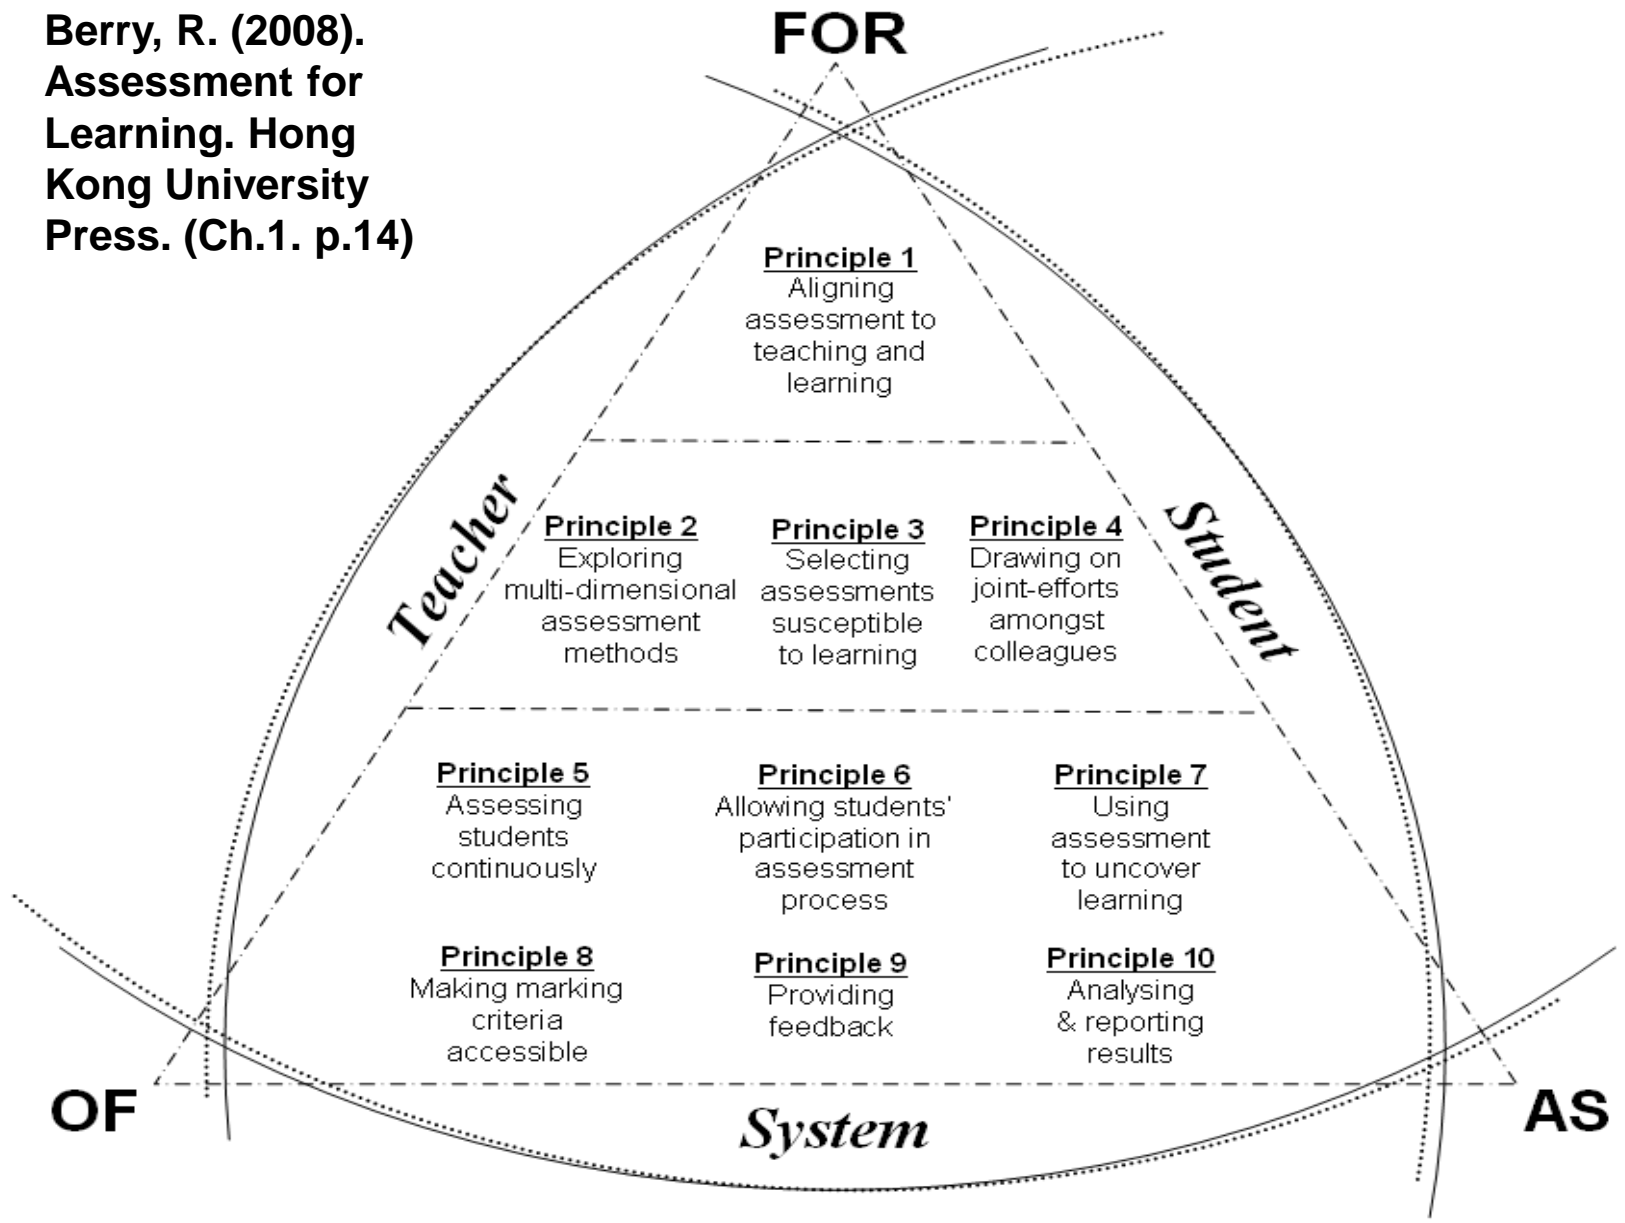 Berry, R. (2008).
Assessment for
Learning. Hong
Kong University
Press. (Ch.1. p.14)
FOR
Principle 1
Aligning
assessment to
teaching and
learning
Teacher
Student
Principle 2
Exploring
multi-dimensional
assessment
methods
Principle 3
Selecting
assessments
susceptible
to learning
Principle 4
Drawing on
joint-efforts
amongst
colleagues
Principle 5
Assessing
students
continuously
Principle 6
Allowing students'
participation in
assessment
process
Principle 7
Using
assessment
to uncover
learning
Principle 8
Making marking
criteria
accessible
Principle 9
Providing
feedback
Principle 10
Analysing
& reporting
results
OF
System
AS